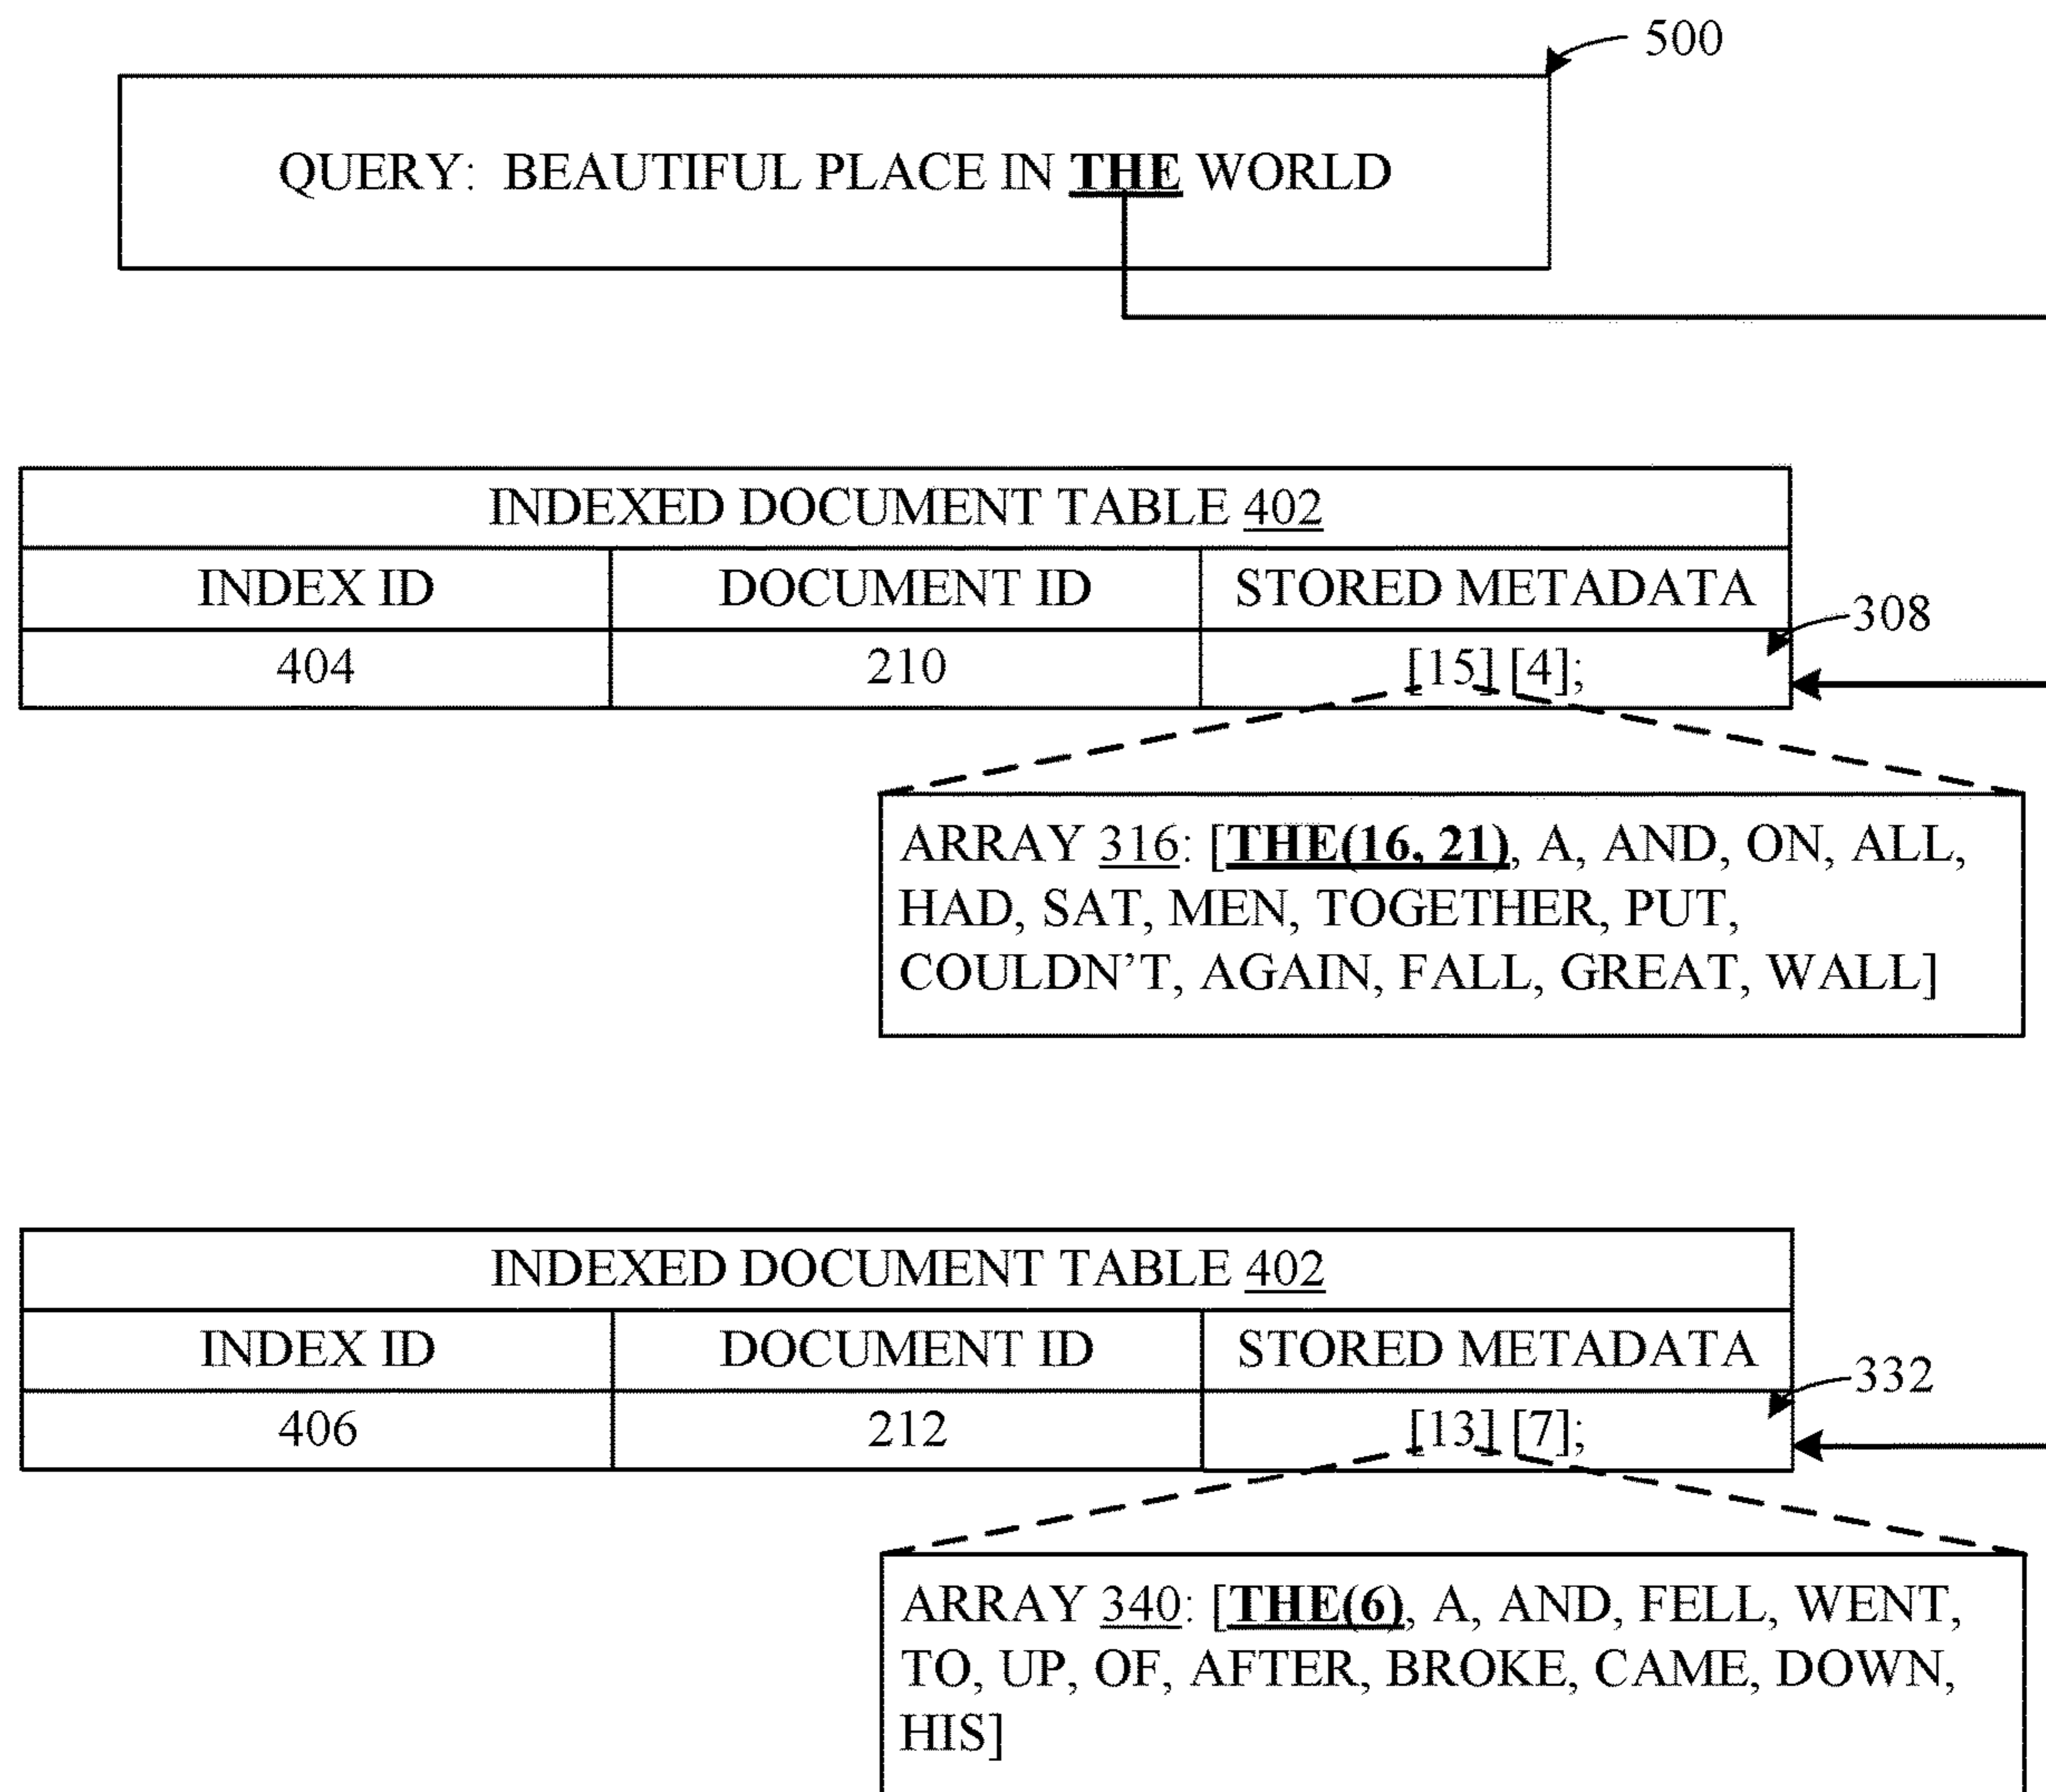 500
QUERY: BEAUTIFUL PLACE IN THE WORLD
INDEXED DOCUMENT TABLE 402
INDEX ID DOCUMENT ID STORED METADATA
308
404 210 [15] [4];
ARRAY 316: [THE(16, 21), A, AND, ON, ALL,
HAD, SAT, MEN, TOGETHER, PUT,
COULDN’T, AGAIN, FALL, GREAT, WALL]
INDEXED DOCUMENT TABLE 402
INDEX ID DOCUMENT ID STORED METADATA
332
406 212 [13] [7];
ARRAY 340: [THE(6), A, AND, FELL, WENT,
TO, UP, OF, AFTER, BROKE, CAME, DOWN,
HIS]